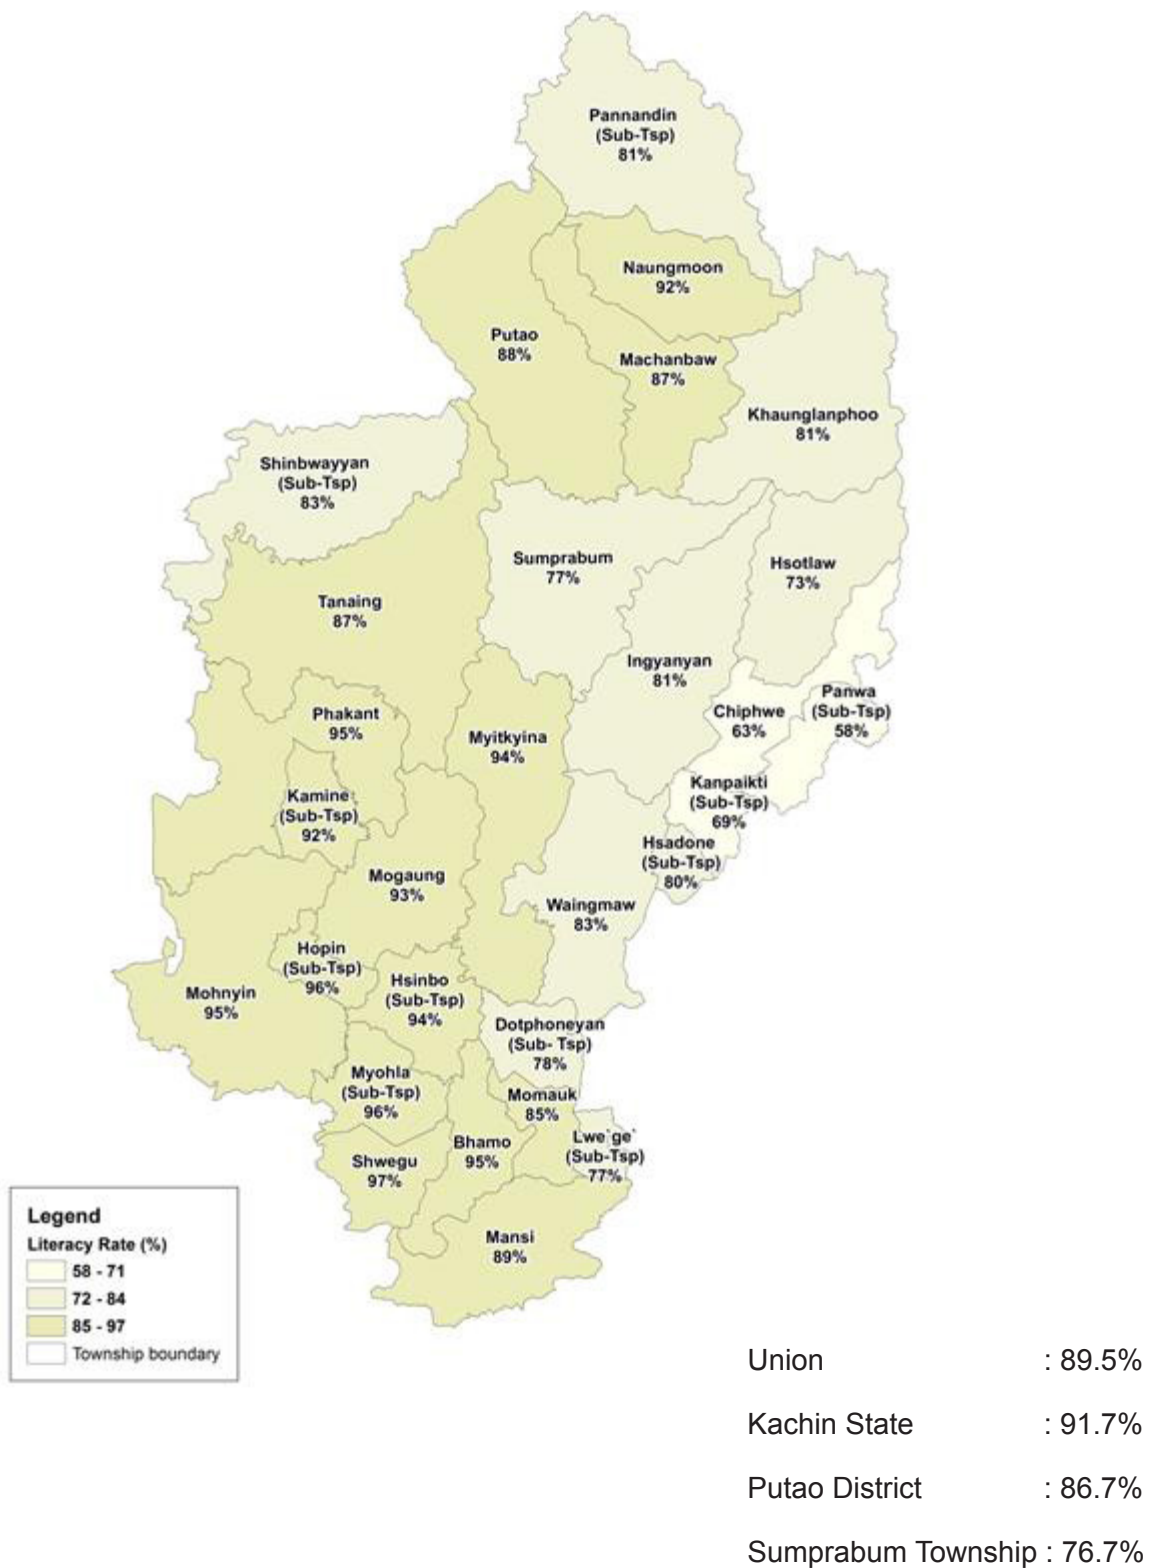 Pannandin
(Sub-Tsp)
81%
Naungmoon
92%
Putao
88%
Machanbaw
87%
Khaunglanphoo
81%
Shinbwayyan
(Sub-Tsp)
83%
Sumprabum
77%
Hsotlaw
73%
Tanaing
87%
Ingyanyan
81%
Phakant
95%
Myitkyina
94%
Chiphwe
63%
Panwa
(Sub-Tsp)
58%
Kamine
(Sub-Tsp)
92%
Kanpaikti
(Sub-Tsp)
69%
Hsadone
(Sub-Tsp)
80%
Mogaung
93%
Waingmaw
83%
Hopin
(Sub-Tsp)
96%
Mohnyin
95%
Hsinbo
(Sub-Tsp)
94%
Dotphoneyan
(Sub- Tsp)
78%
Myohla
(Sub-Tsp)
96%
Momauk
85%
Lwe`ge`
(Sub-Tsp)
77%
Bhamo
95%
Shwegu
97%
Mansi
89%
Legend
Literacy Rate (%)
58 - 71
72 - 84
85 - 97
Township boundary
Union : 89.5%
Kachin State : 91.7%
Putao District : 86.7%
Sumprabum Township : 76.7%